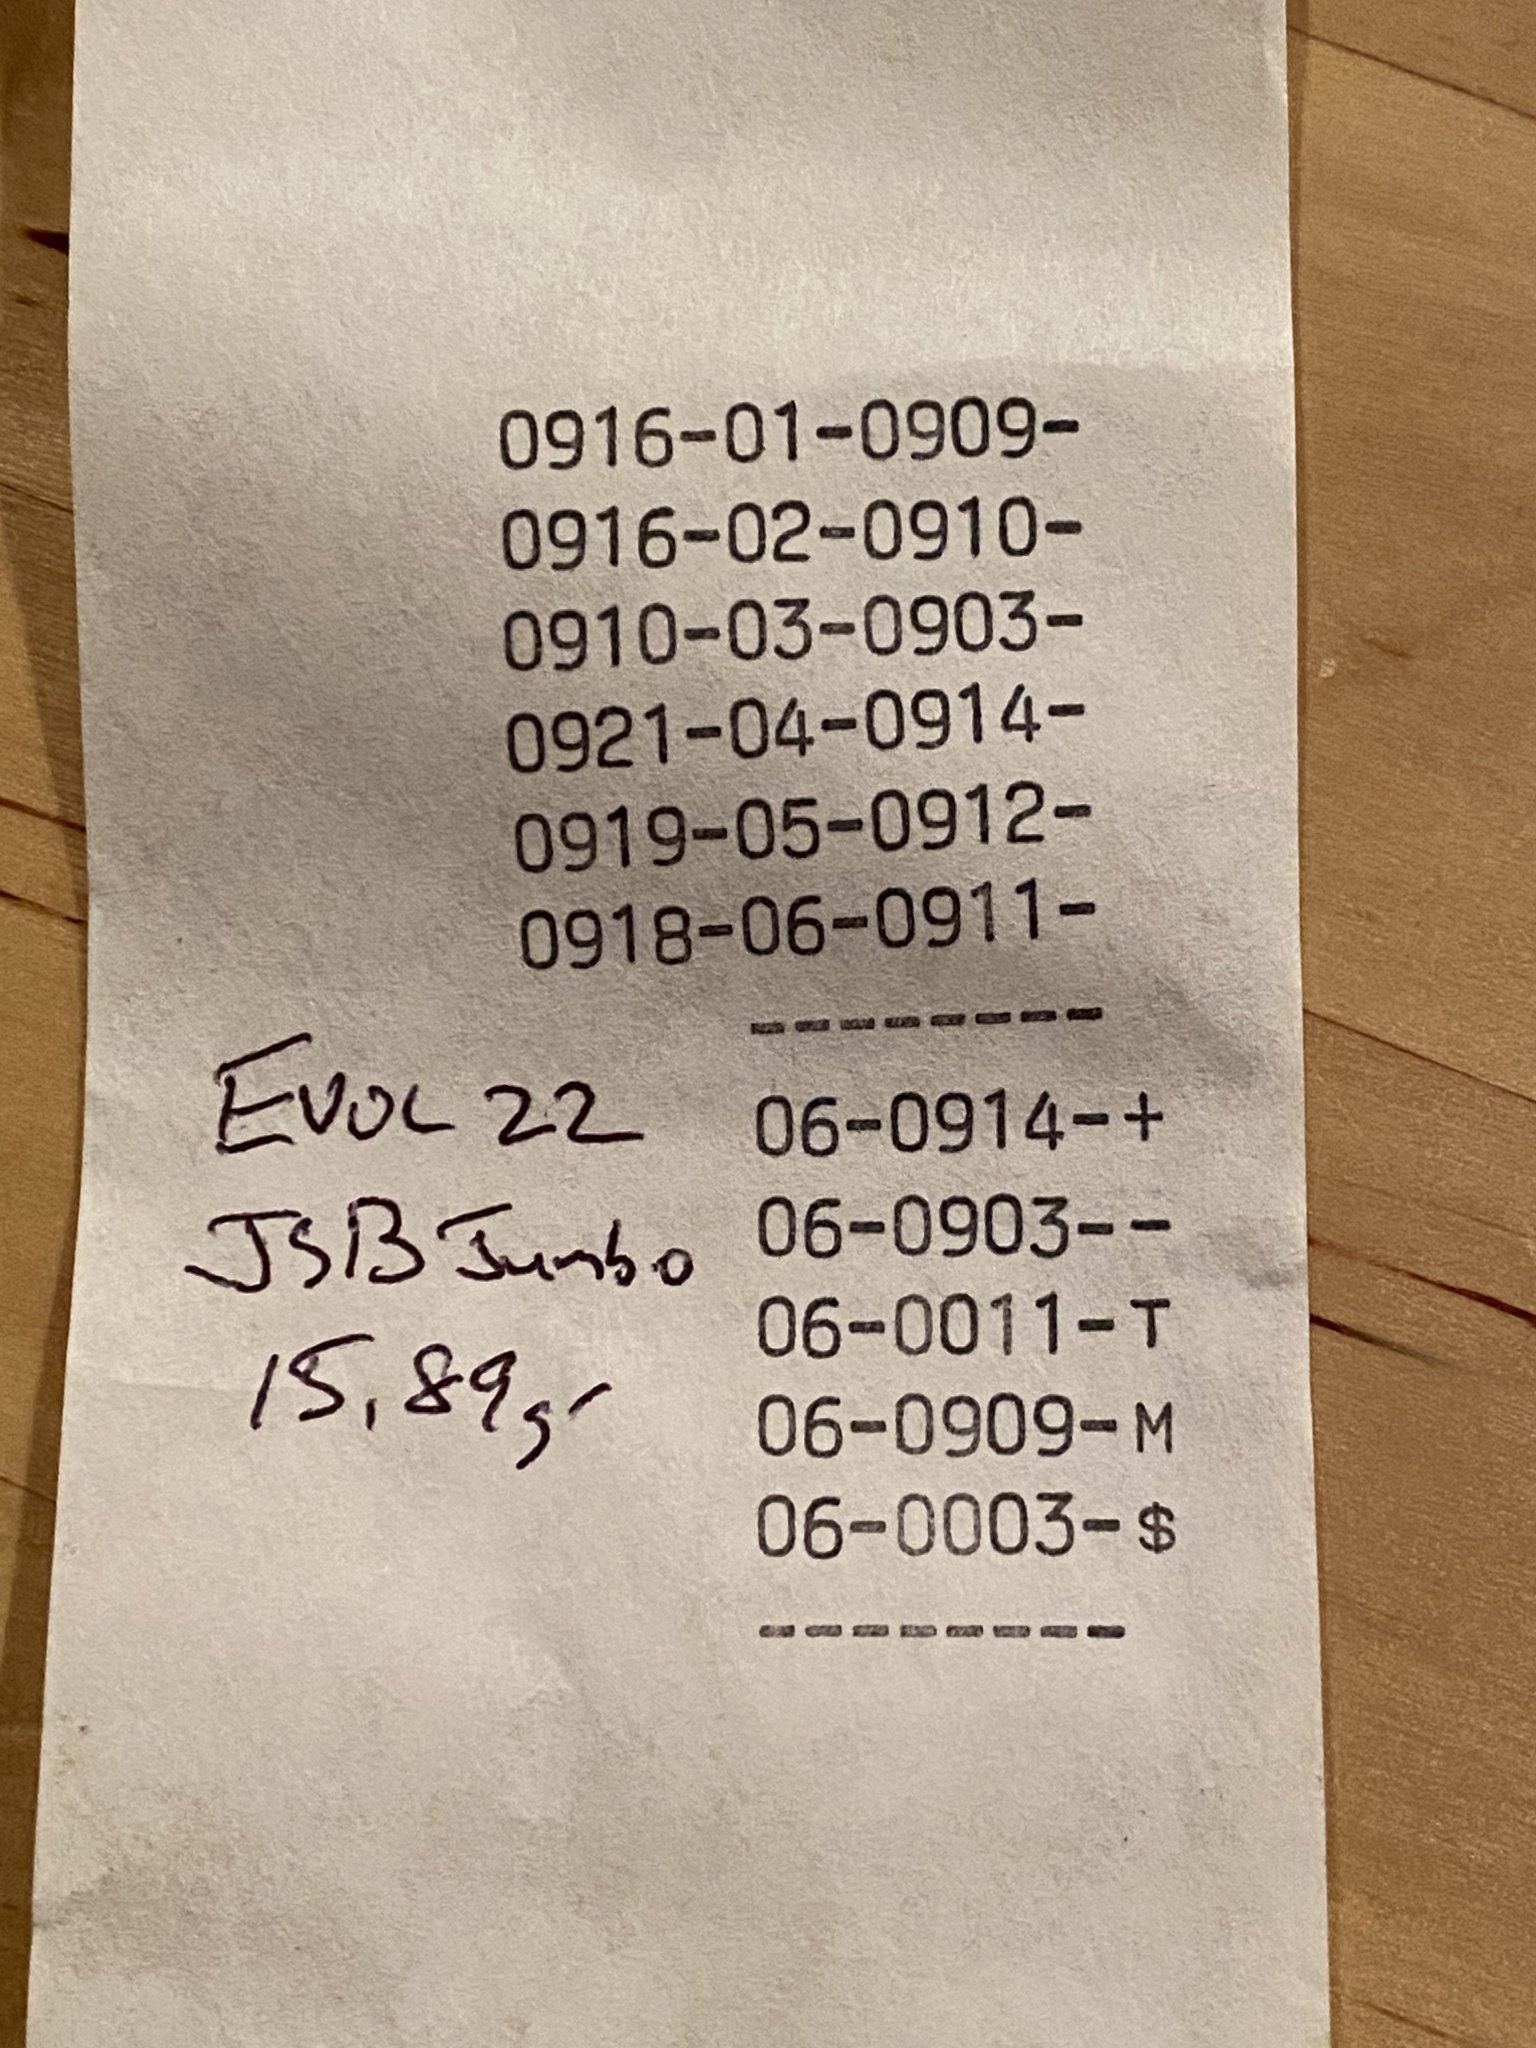 0916-01-0909-
0916-02-0910-
0910-03-0903-
0921-04-0914-
0919-05-0912-
0918-06-0911-
--------
EVOL 22
06-0914-+
JSB Jumbo
06-0903--
06-0011-T
15.89gr
06-0909-M
06-0003-$
--------